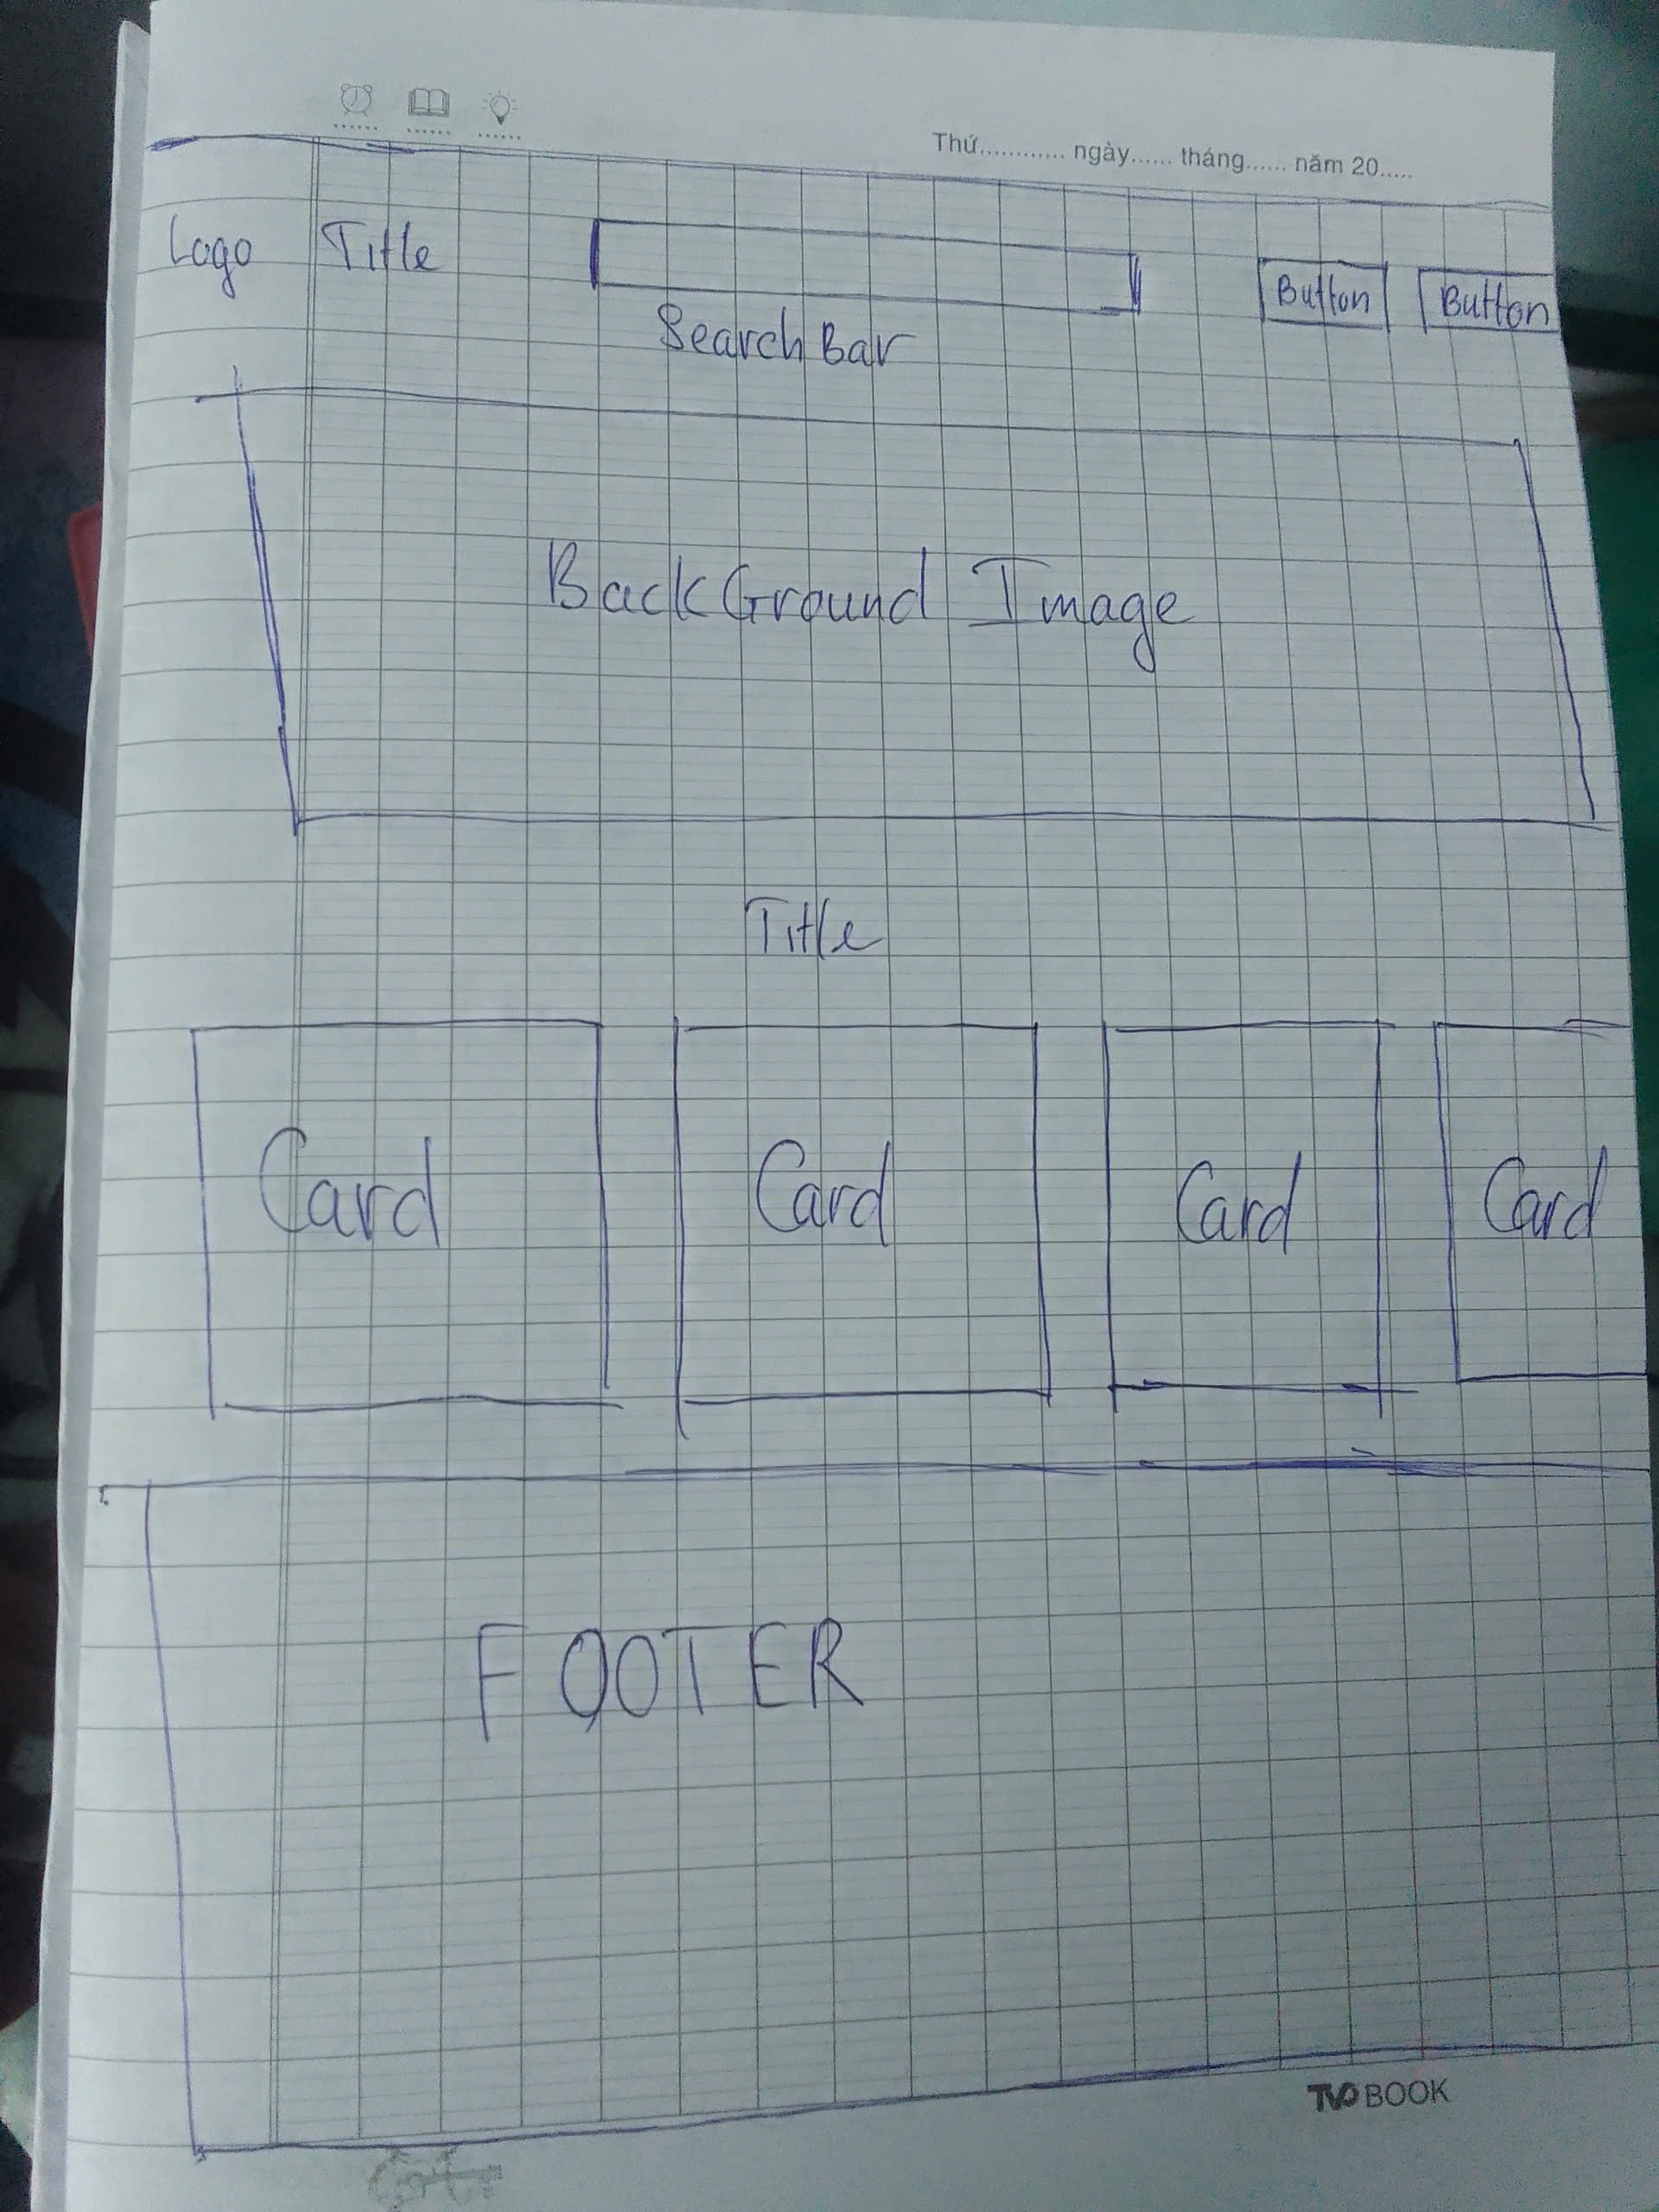 Thứ............ ngày...... tháng...... năm 20.....
Logo Title Button Button
Search Bar
BackGround Image
Title
Card Card Card Card
FOOTER
TVO BOOK